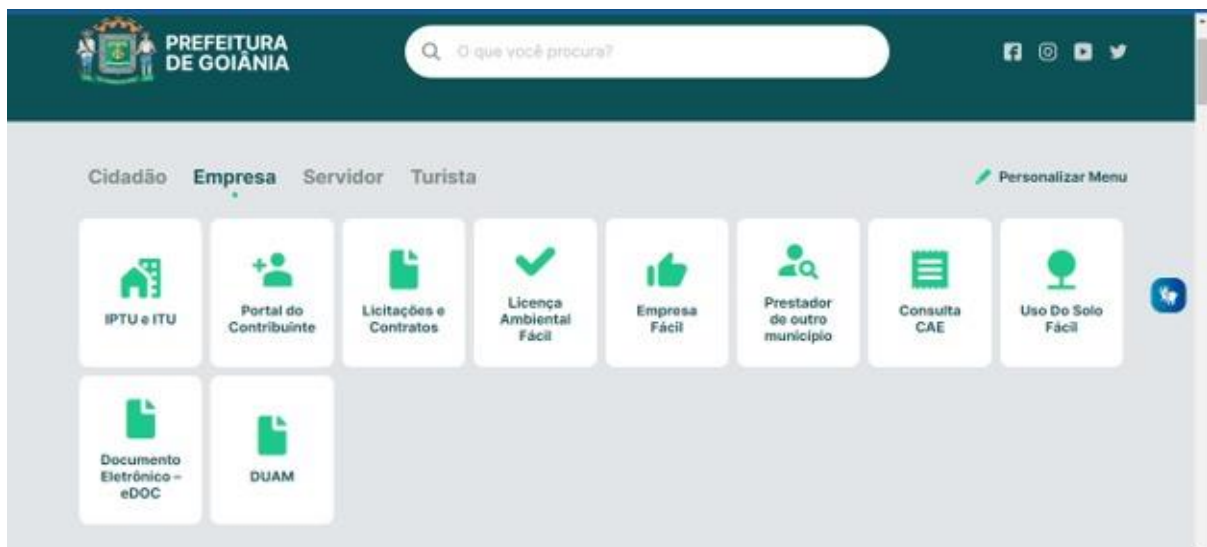 PREFEITURA
DE GOIÂNIA
O que você procura?
Cidadão Empresa Servidor Turista
Personalizar Menu
IPTU e ITU
Portal do
Contribuinte
Licitações e
Contratos
Licença
Ambiental
Fácil
Empresa
Fácil
Prestador
de outro
município
Consulta
CAE
Uso Do Solo
Fácil
Documento
Eletrônico –
eDOC
DUAM